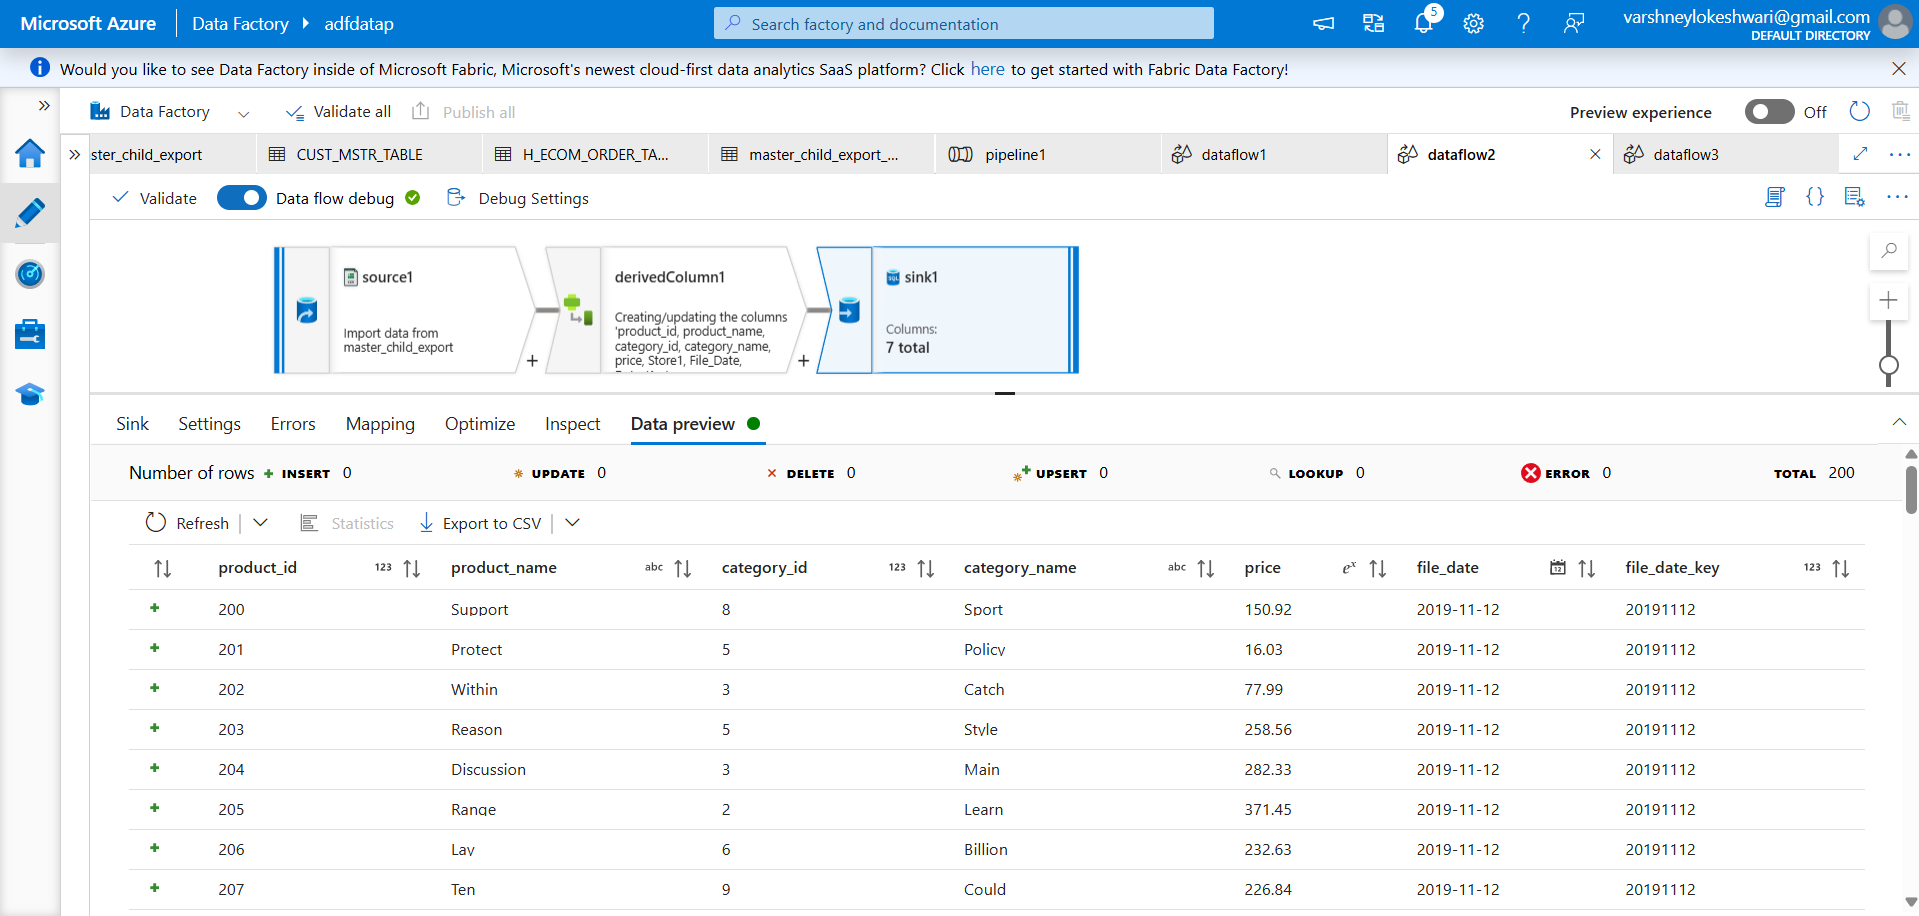 Microsoft Azure
Data Factory
adfdatap
Search factory and documentation
5
varshneylokeshwari@gmail.com
DEFAULT DIRECTORY
Would you like to see Data Factory inside of Microsoft Fabric, Microsoft's newest cloud-first data analytics SaaS platform? Click here to get started with Fabric Data Factory!
Data Factory
Validate all
Publish all
Preview experience
Off
ster_child_export
CUST_MSTR_TABLE
H_ECOM_ORDER_TA...
master_child_export_...
pipeline1
dataflow1
dataflow2
dataflow3
Validate
Data flow debug
Debug Settings
source1
Import data from
master_child_export
derivedColumn1
Creating/updating the columns
'product_id, product_name,
category_id, category_name,
price, Store1, File_Date,
sink1
Columns:
7 total
Sink Settings Errors Mapping Optimize Inspect Data preview
Number of rows INSERT 0 UPDATE 0 DELETE 0 UPSERT 0 LOOKUP 0 ERROR 0 TOTAL 200
Refresh Statistics Export to CSV
product_id 123 product_name abc category_id 123 category_name abc price eˣ file_date 12 file_date_key 123
200 Support 8 Sport 150.92 2019-11-12 20191112
201 Protect 5 Policy 16.03 2019-11-12 20191112
202 Within 3 Catch 77.99 2019-11-12 20191112
203 Reason 5 Style 258.56 2019-11-12 20191112
204 Discussion 3 Main 282.33 2019-11-12 20191112
205 Range 2 Learn 371.45 2019-11-12 20191112
206 Lay 6 Billion 232.63 2019-11-12 20191112
207 Ten 9 Could 226.84 2019-11-12 20191112